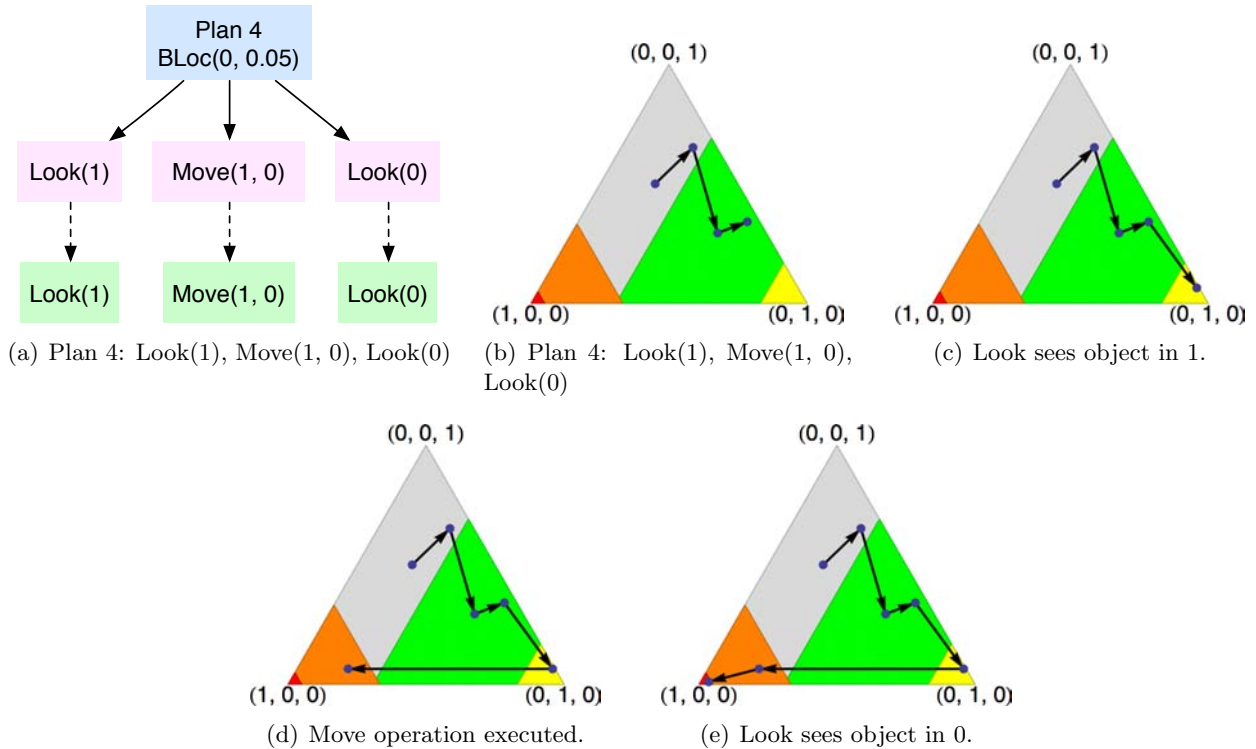 Plan 4
BLoc(0, 0.05)
Look(1)
Move(1, 0)
Look(0)
Look(1)
Move(1, 0)
Look(0)
(a) Plan 4: Look(1), Move(1, 0), Look(0)
(0, 0, 1)
(1, 0, 0)
(0, 1, 0)
(b) Plan 4: Look(1), Move(1, 0),
Look(0)
(0, 0, 1)
(1, 0, 0)
(0, 1, 0)
(c) Look sees object in 1.
(0, 0, 1)
(1, 0, 0)
(0, 1, 0)
(d) Move operation executed.
(0, 0, 1)
(1, 0, 0)
(0, 1, 0)
(e) Look sees object in 0.